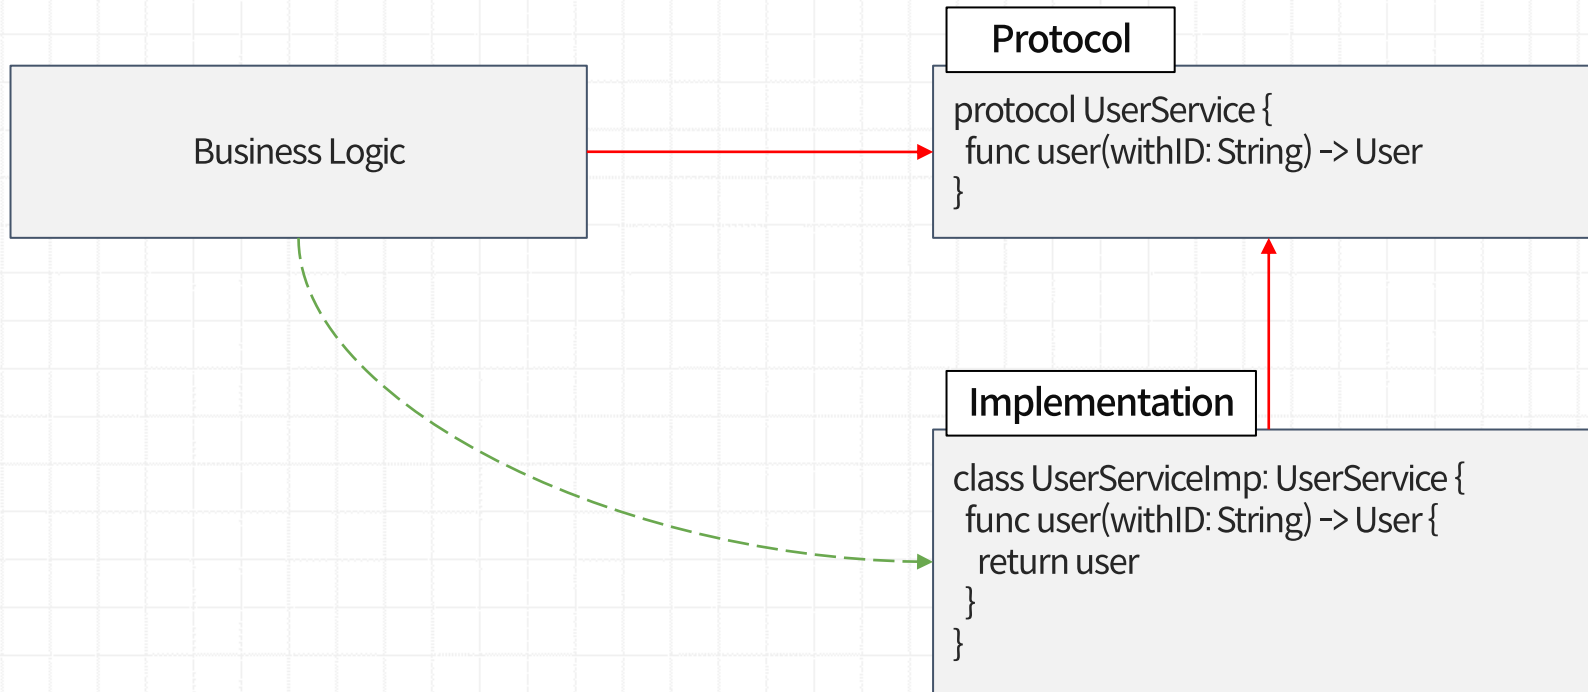 Protocol
Business Logic
protocol UserService {
func user(withID: String) -> User
}
Implementation
class UserServiceImp: UserService {
func user(withID: String) -> User {
return user
}
}